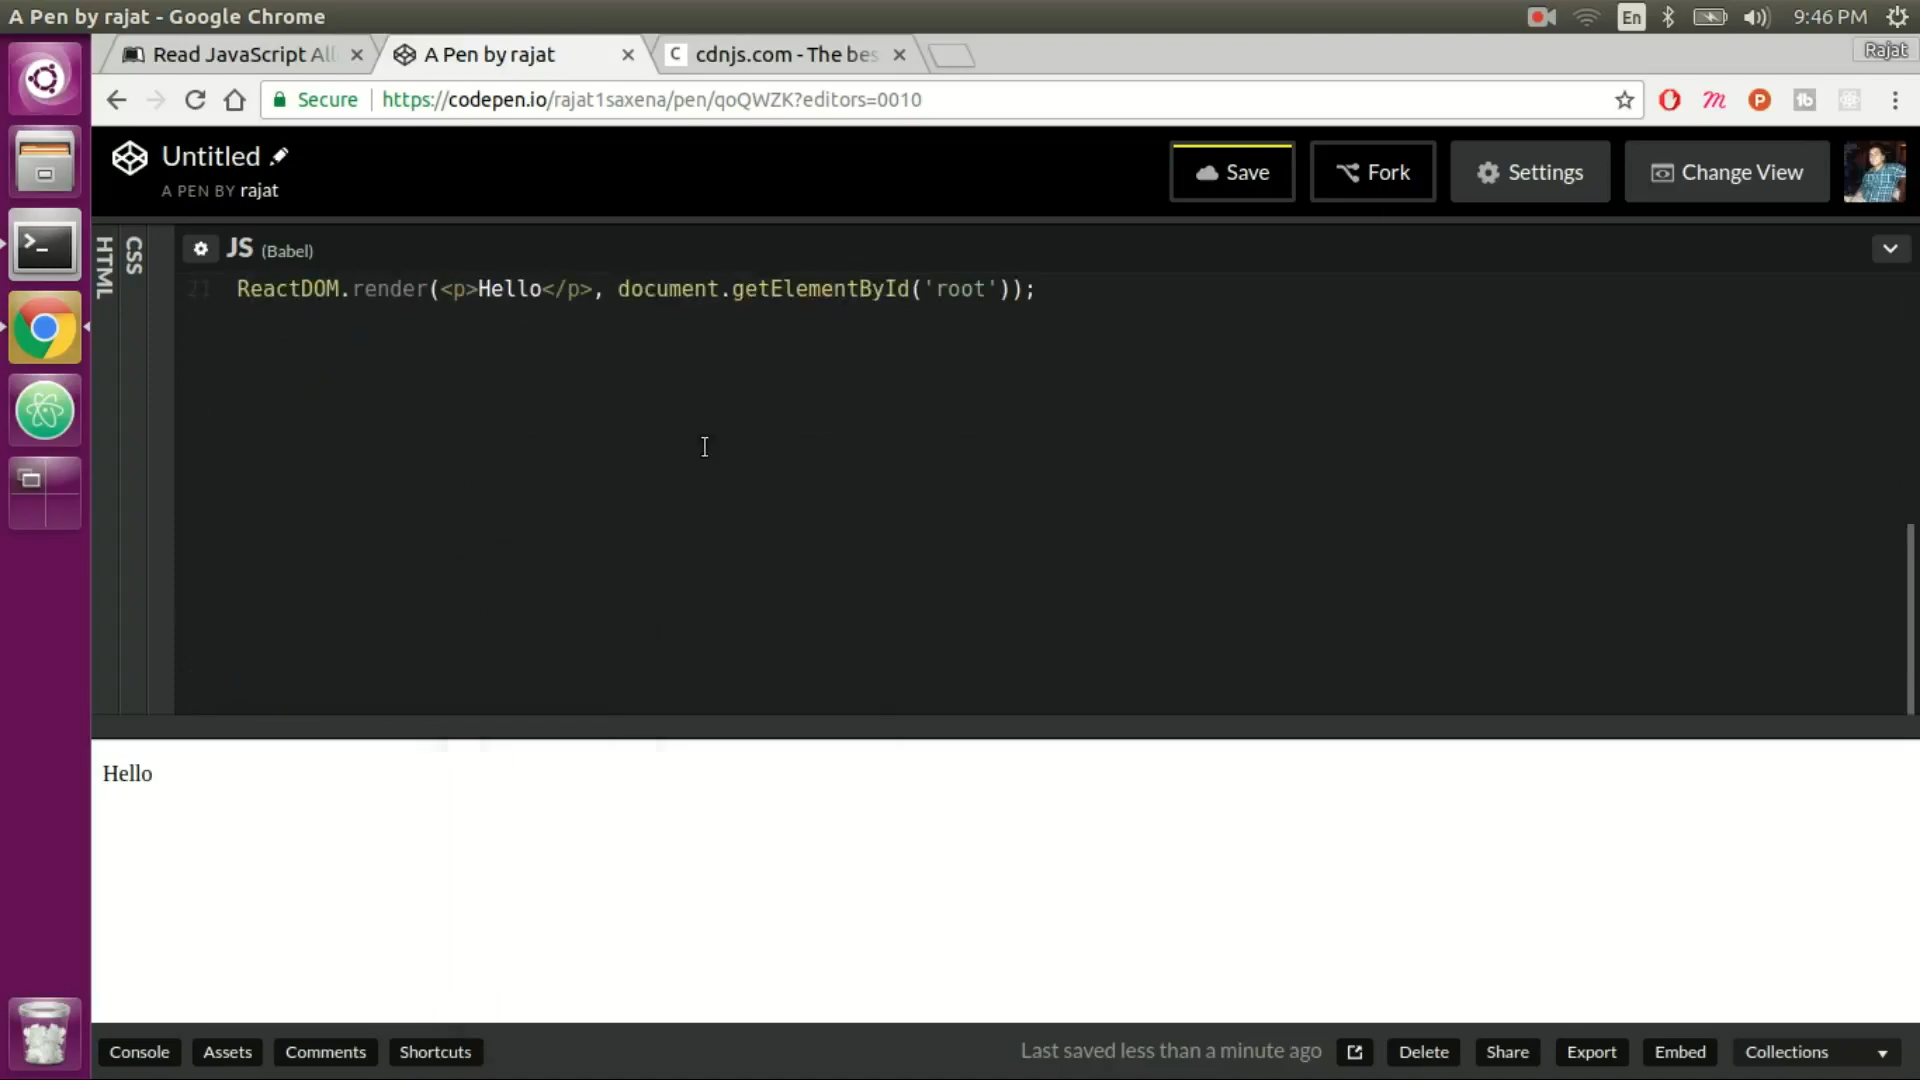 A Pen by rajat - Google Chrome
En
9:46 PM
Read JavaScript All
A Pen by rajat
C cdnjs.com - The bes
Rajat
Secure
https://codepen.io/rajat1saxena/pen/qoQWZK?editors=0010
m
P
tb
Untitled
A PEN BY rajat
Save
Fork
Settings
Change View
HTML
CSS
JS (Babel)
21 ReactDOM.render(<p>Hello</p>, document.getElementById('root'));
Hello
Console
Assets
Comments
Shortcuts
Last saved less than a minute ago
Delete
Share
Export
Embed
Collections